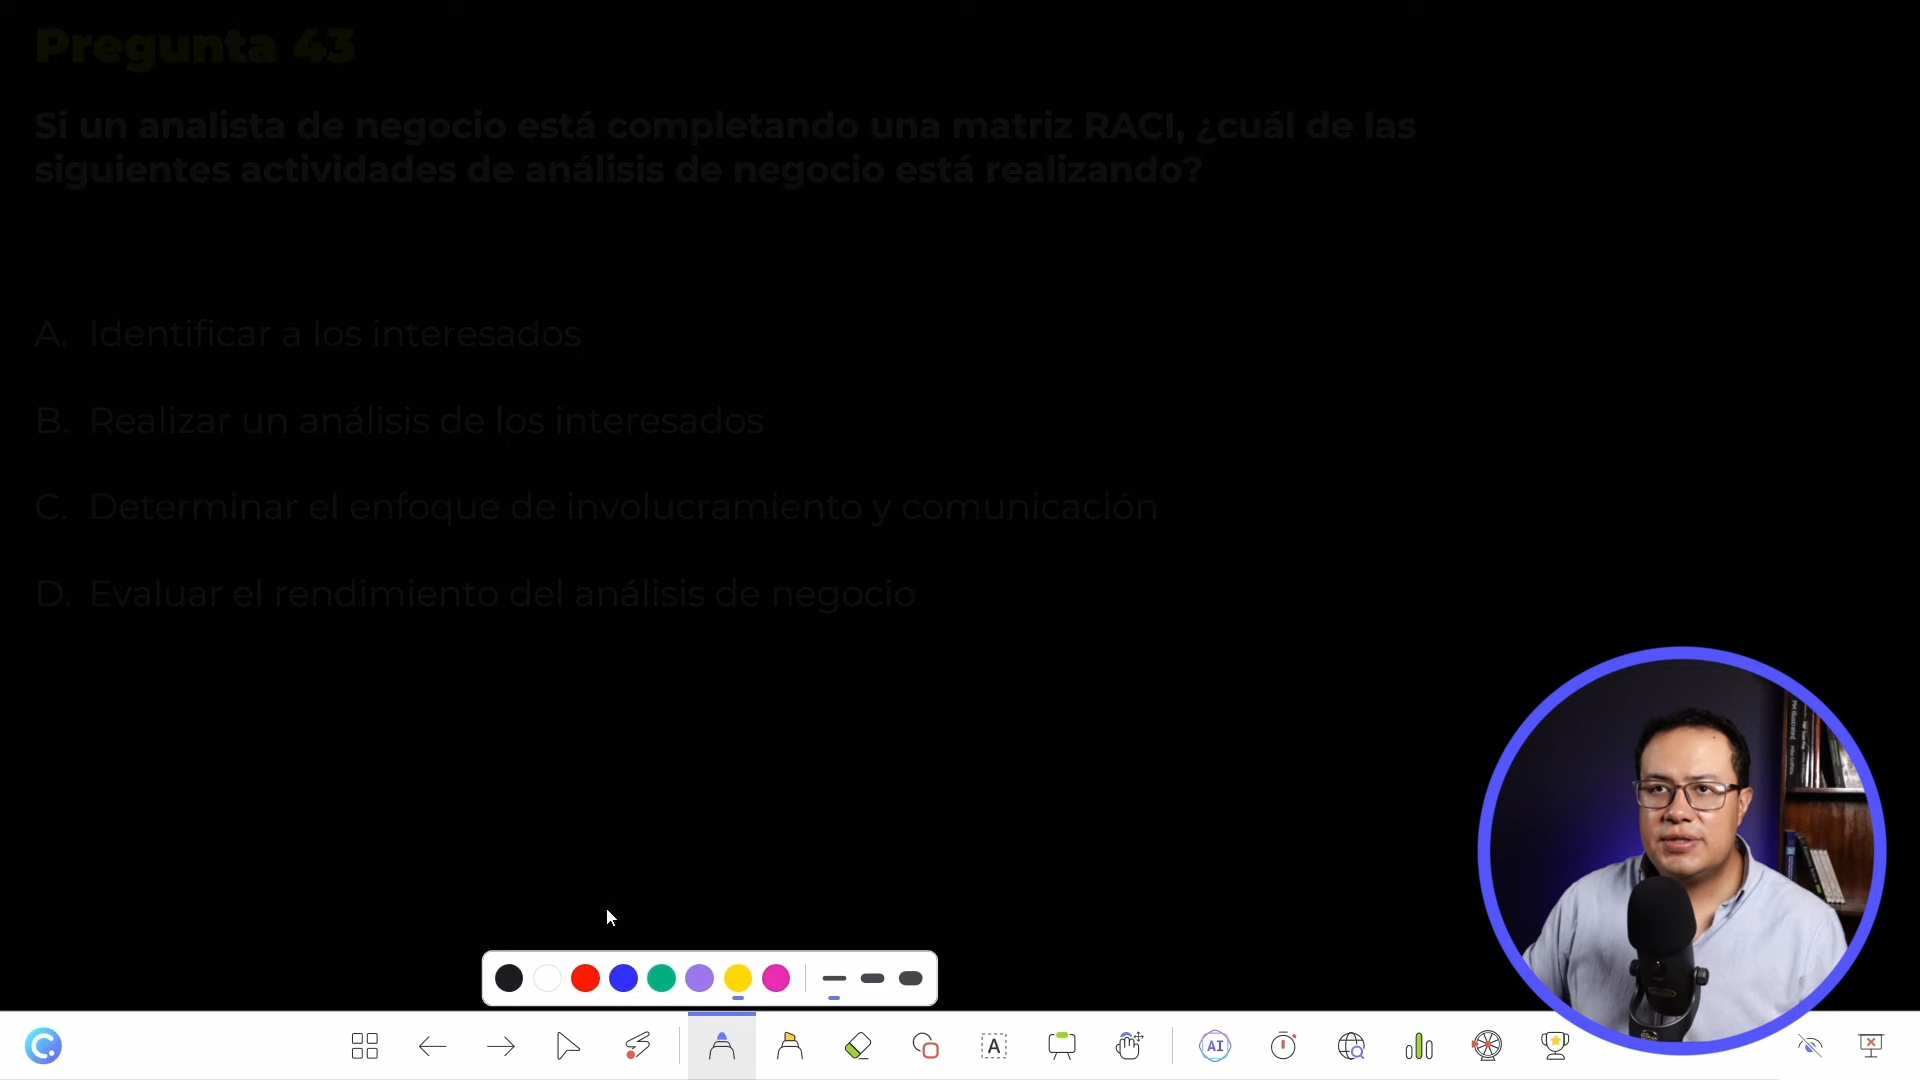 Pregunta 43
Si un analista de negocio está completando una matriz RACI, ¿cuál de las
siguientes actividades de análisis de negocio está realizando?
A. Identificar a los interesados
B. Realizar un análisis de los interesados
C. Determinar el enfoque de involucramiento y comunicación
D. Evaluar el rendimiento del análisis de negocio
C.
A
AI